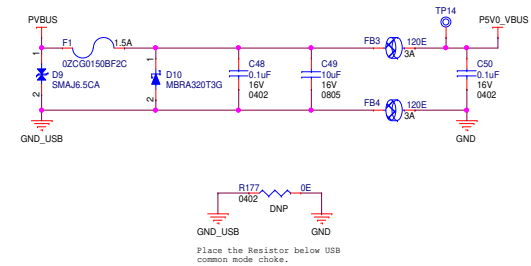 TP14
PVBUS
P5V0_VBUS
F1 1.5A
FB3 120E
0ZCG0150BF2C
3A
1
D9
SMAJ6.5CA
2
1
D10
MBRA320T3G
2
C48
0.1uF
16V
0402
C49
10uF
16V
0805
C50
0.1uF
16V
0402
FB4 120E
3A
GND_USB
GND
R177 0E
0402
DNP
GND_USB
GND
Place the Resistor below USB
common mode choke.